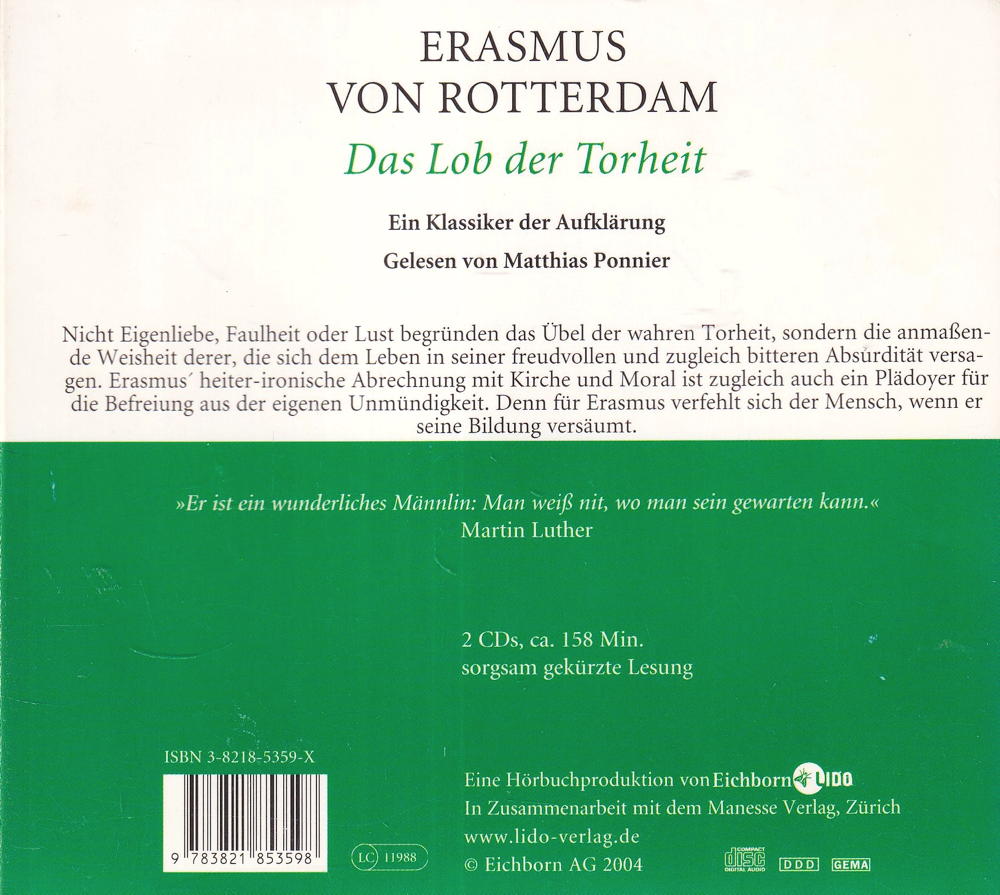 ERASMUS
VON ROTTERDAM
Das Lob der Torheit
Ein Klassiker der Aufklärung
Gelesen von Matthias Ponnier
Nicht Eigenliebe, Faulheit oder Lust begründen das Übel der wahren Torheit, sondern die anmaßen-
de Weisheit derer, die sich dem Leben in seiner freudvollen und zugleich bitteren Absurdität versa-
gen. Erasmus´ heiter-ironische Abrechnung mit Kirche und Moral ist zugleich auch ein Plädoyer für
die Befreiung aus der eigenen Unmündigkeit. Denn für Erasmus verfehlt sich der Mensch, wenn er
seine Bildung versäumt.
»Er ist ein wunderliches Männlin: Man weiß nit, wo man sein gewarten kann.«
Martin Luther
2 CDs, ca. 158 Min.
sorgsam gekürzte Lesung
ISBN 3-8218-5359-X
9 783821 853598
LC 11988
Eine Hörbuchproduktion von Eichborn LIDO
In Zusammenarbeit mit dem Manesse Verlag, Zürich
www.lido-verlag.de
© Eichborn AG 2004
COMPACT disc DIGITAL AUDIO
DDD
GEMA